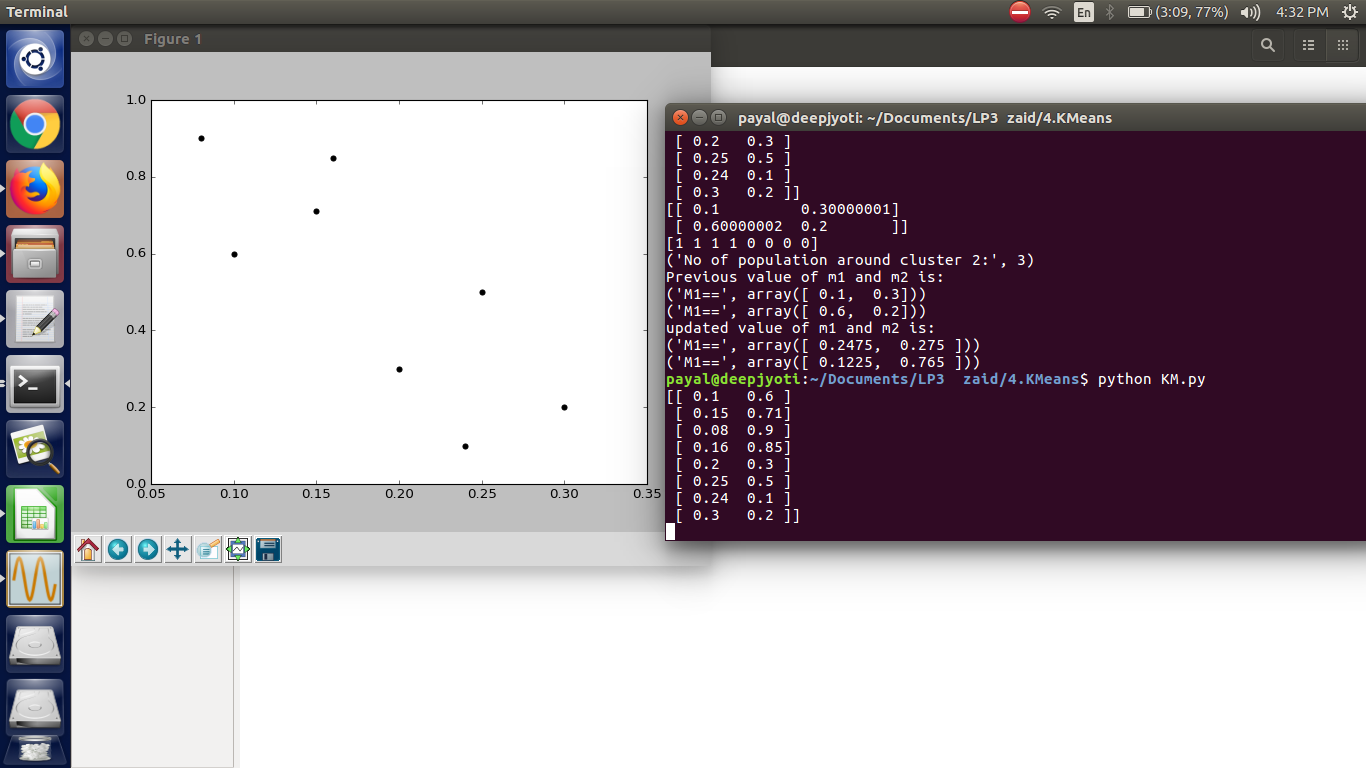 Terminal
En
(3:09, 77%)
4:32 PM
Figure 1
1.0
0.8
0.6
0.4
0.2
0.0
0.05 0.10 0.15 0.20 0.25 0.30 0.35
payal@deepjyoti: ~/Documents/LP3  zaid/4.KMeans
 [ 0.2   0.3 ]
 [ 0.25  0.5 ]
 [ 0.24  0.1 ]
 [ 0.3   0.2 ]]
[[ 0.1         0.30000001]
 [ 0.60000002  0.2       ]]
[1 1 1 1 0 0 0 0]
('No of population around cluster 2:', 3)
Previous value of m1 and m2 is:
('M1==', array([ 0.1,  0.3]))
('M1==', array([ 0.6,  0.2]))
updated value of m1 and m2 is:
('M1==', array([ 0.2475,  0.275 ]))
('M1==', array([ 0.1225,  0.765 ]))
payal@deepjyoti:~/Documents/LP3  zaid/4.KMeans$ python KM.py
[[ 0.1   0.6 ]
 [ 0.15  0.71]
 [ 0.08  0.9 ]
 [ 0.16  0.85]
 [ 0.2   0.3 ]
 [ 0.25  0.5 ]
 [ 0.24  0.1 ]
 [ 0.3   0.2 ]]